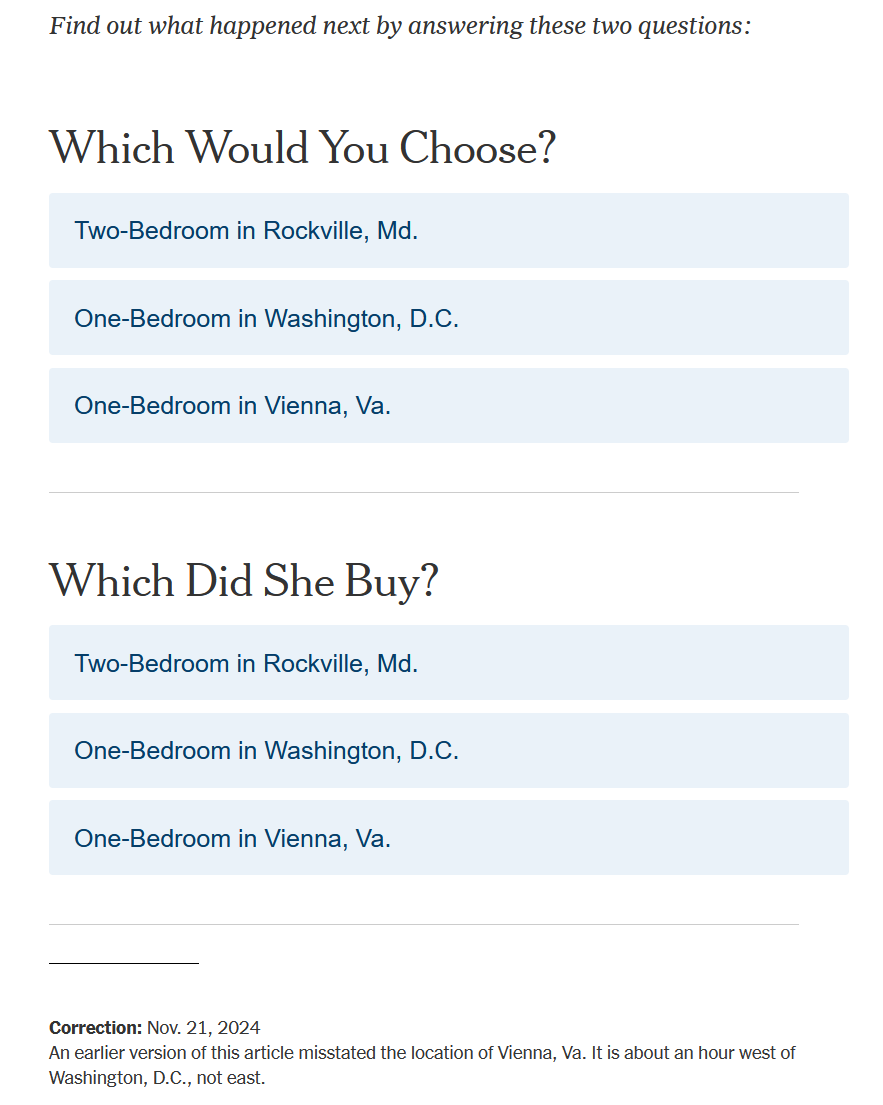 Find out what happened next by answering these two questions:
Which Would You Choose?
Two-Bedroom in Rockville, Md.
One-Bedroom in Washington, D.C.
One-Bedroom in Vienna, Va.
Which Did She Buy?
Two-Bedroom in Rockville, Md.
One-Bedroom in Washington, D.C.
One-Bedroom in Vienna, Va.
Correction: Nov. 21, 2024
An earlier version of this article misstated the location of Vienna, Va. It is about an hour west of
Washington, D.C., not east.